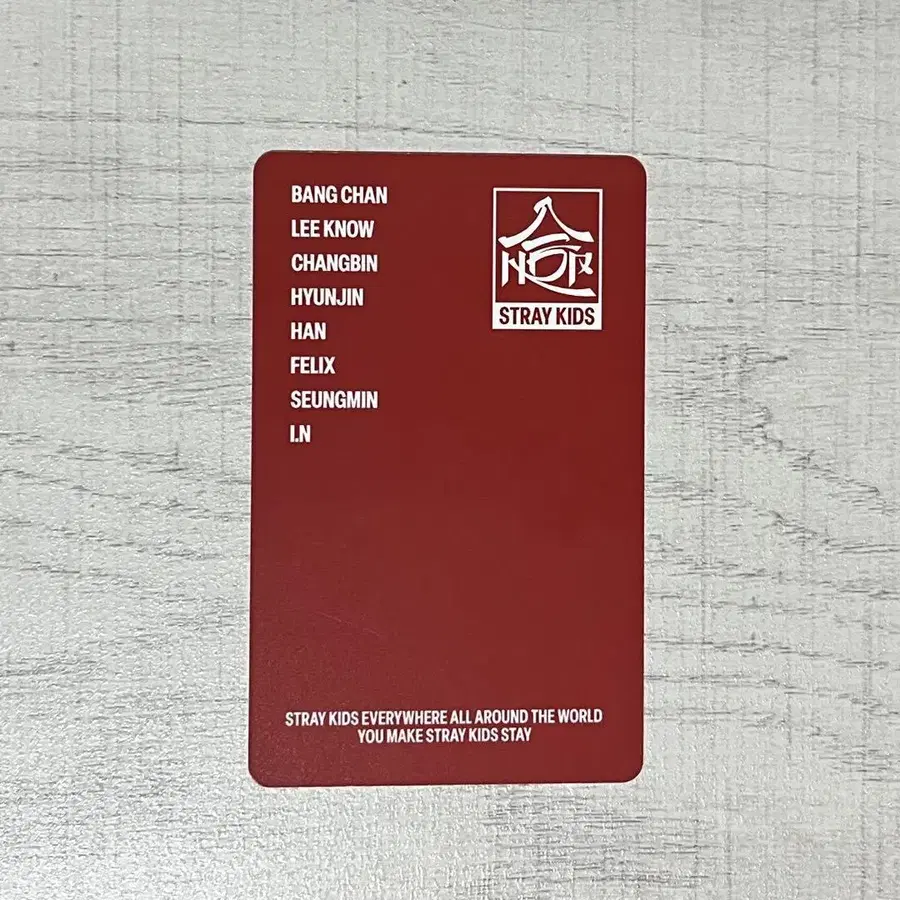 BANG CHAN
LEE KNOW
CHANGBIN
HYUNJIN
HAN
FELIX
SEUNGMIN
I.N
STRAY KIDS
STRAY KIDS EVERYWHERE ALL AROUND THE WORLD
YOU MAKE STRAY KIDS STAY